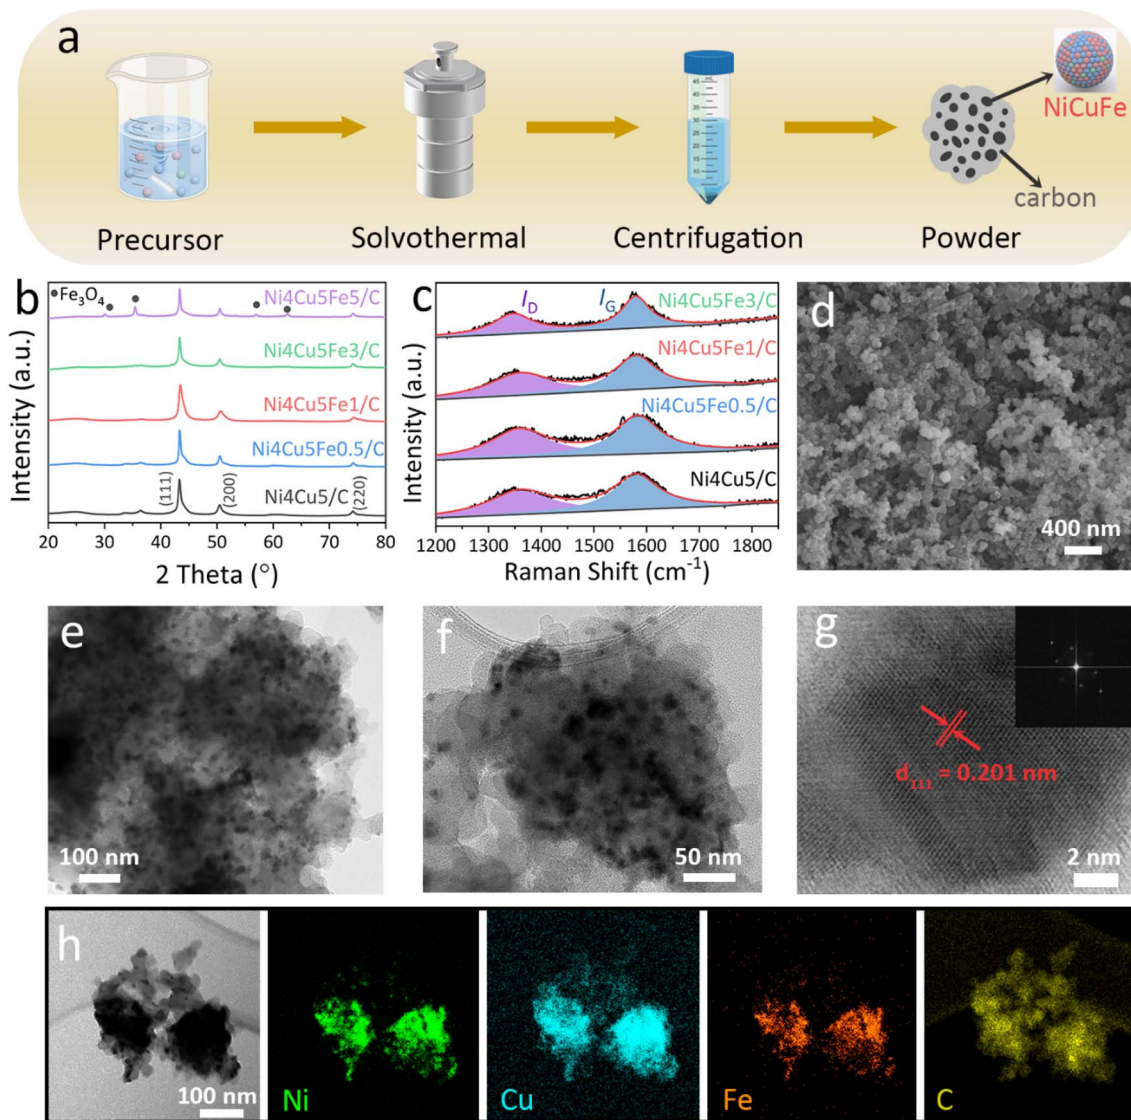 a
NiCuFe
carbon
Precursor
Solvothermal
Centrifugation
Powder
b
Fe₃O₄
Ni4Cu5Fe5/C
Ni4Cu5Fe3/C
Ni4Cu5Fe1/C
Ni4Cu5Fe0.5/C
Ni4Cu5/C
(111)
(200)
(220)
Intensity (a.u.)
20 30 40 50 60 70 80
2 Theta (°)
c
I_D
I_G
Ni4Cu5Fe3/C
Ni4Cu5Fe1/C
Ni4Cu5Fe0.5/C
Ni4Cu5/C
Intensity (a.u.)
1200 1300 1400 1500 1600 1700 1800
Raman Shift (cm⁻¹)
d
400 nm
e
100 nm
f
50 nm
g
d₁₁₁ = 0.201 nm
2 nm
h
100 nm
Ni
Cu
Fe
C